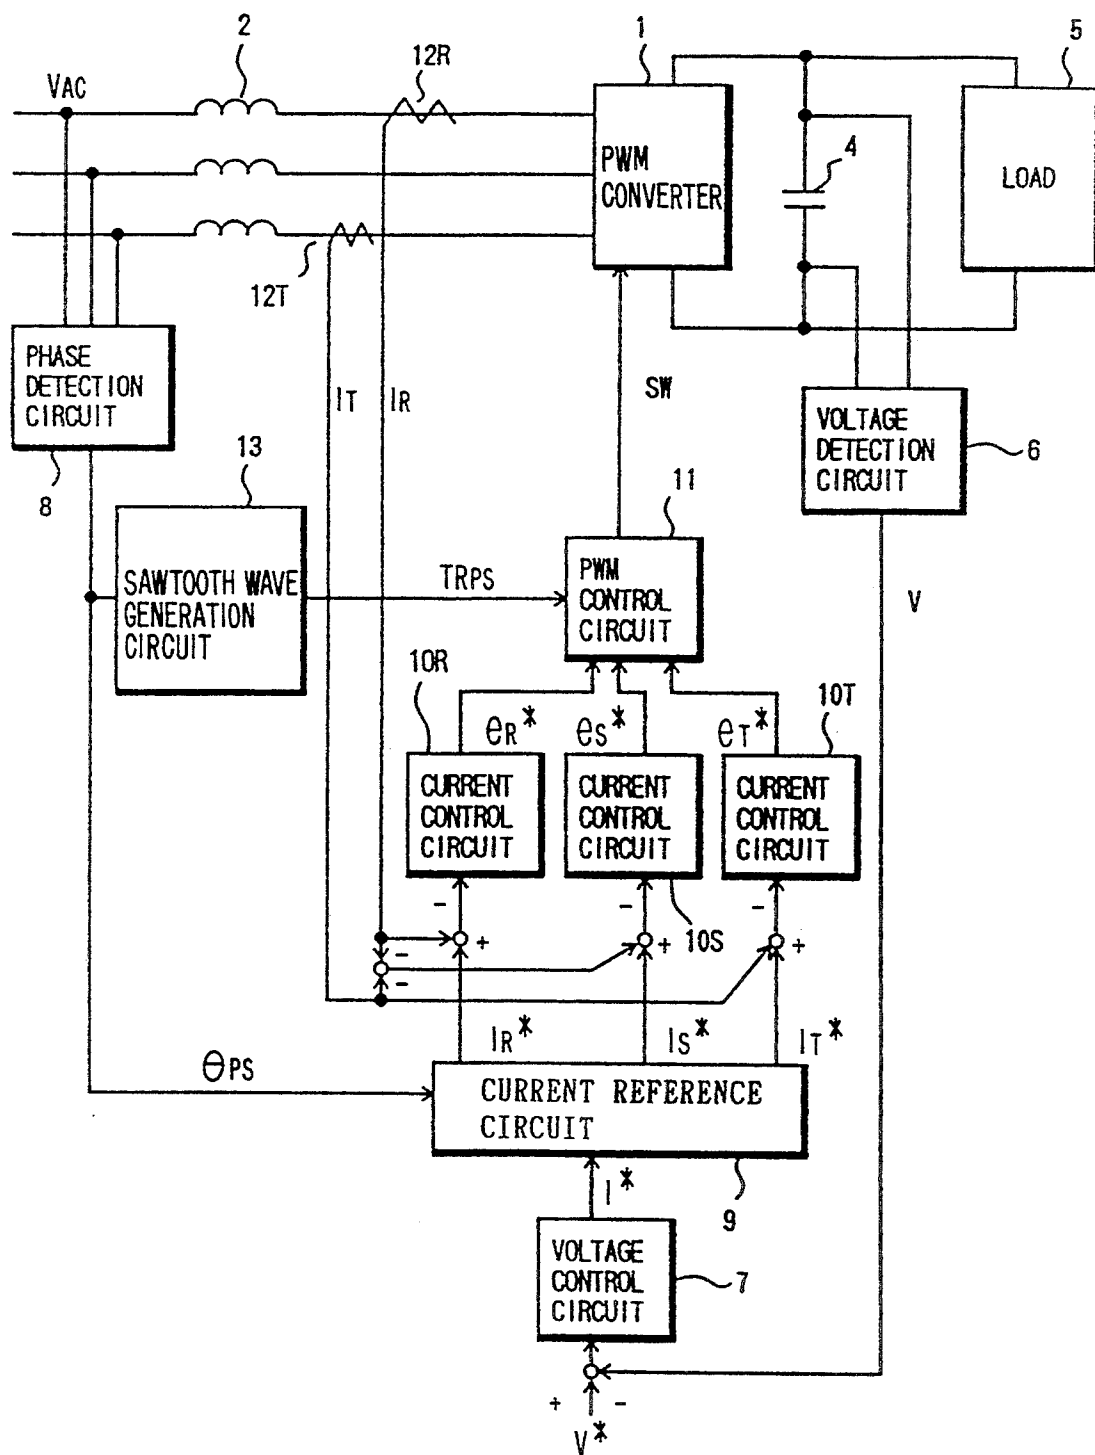 2
12R
1
5
VAC
PWM
CONVERTER
4
LOAD
12T
PHASE
DETECTION
CIRCUIT
IT
IR
SW
VOLTAGE
DETECTION
CIRCUIT
6
8
13
11
SAWTOOTH WAVE
GENERATION
CIRCUIT
TRPS
PWM
CONTROL
CIRCUIT
V
10R
10T
eR*
eS*
eT*
CURRENT
CONTROL
CIRCUIT
CURRENT
CONTROL
CIRCUIT
CURRENT
CONTROL
CIRCUIT
-
-
-
10S
+
+
+
-
-
IR*
IS*
IT*
θPS
CURRENT REFERENCE
CIRCUIT
I*
9
VOLTAGE
CONTROL
CIRCUIT
7
+
-
V*